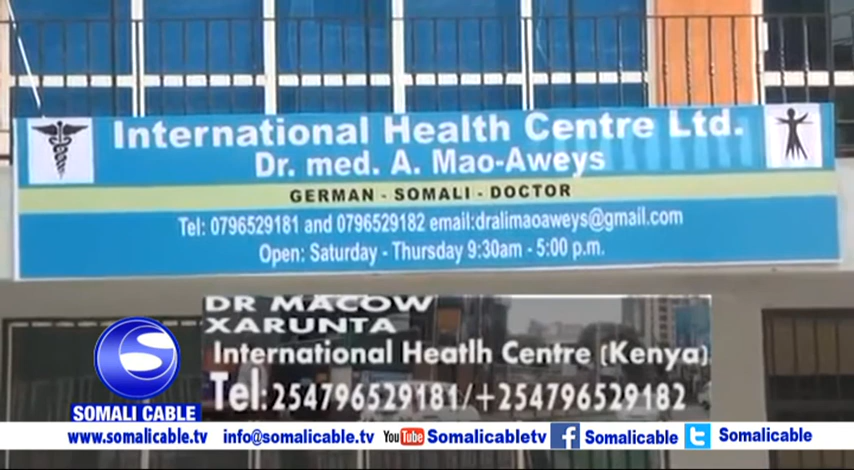 International Health Centre Ltd.
Dr. med. A. Mao-Aweys
GERMAN - SOMALI - DOCTOR
Tel: 0796529181 and 0796529182 email:dralimaoaweys@gmail.com
Open: Saturday - Thursday 9:30am - 5:00 p.m.
DR MACOW
XARUNTA
International Heatlh Centre (Kenya)
Tel:254796529181/+254796529182
S
SOMALI CABLE
www.somalicable.tv info@somalicable.tv YouTube Somalicabletv f Somalicable t Somalicable